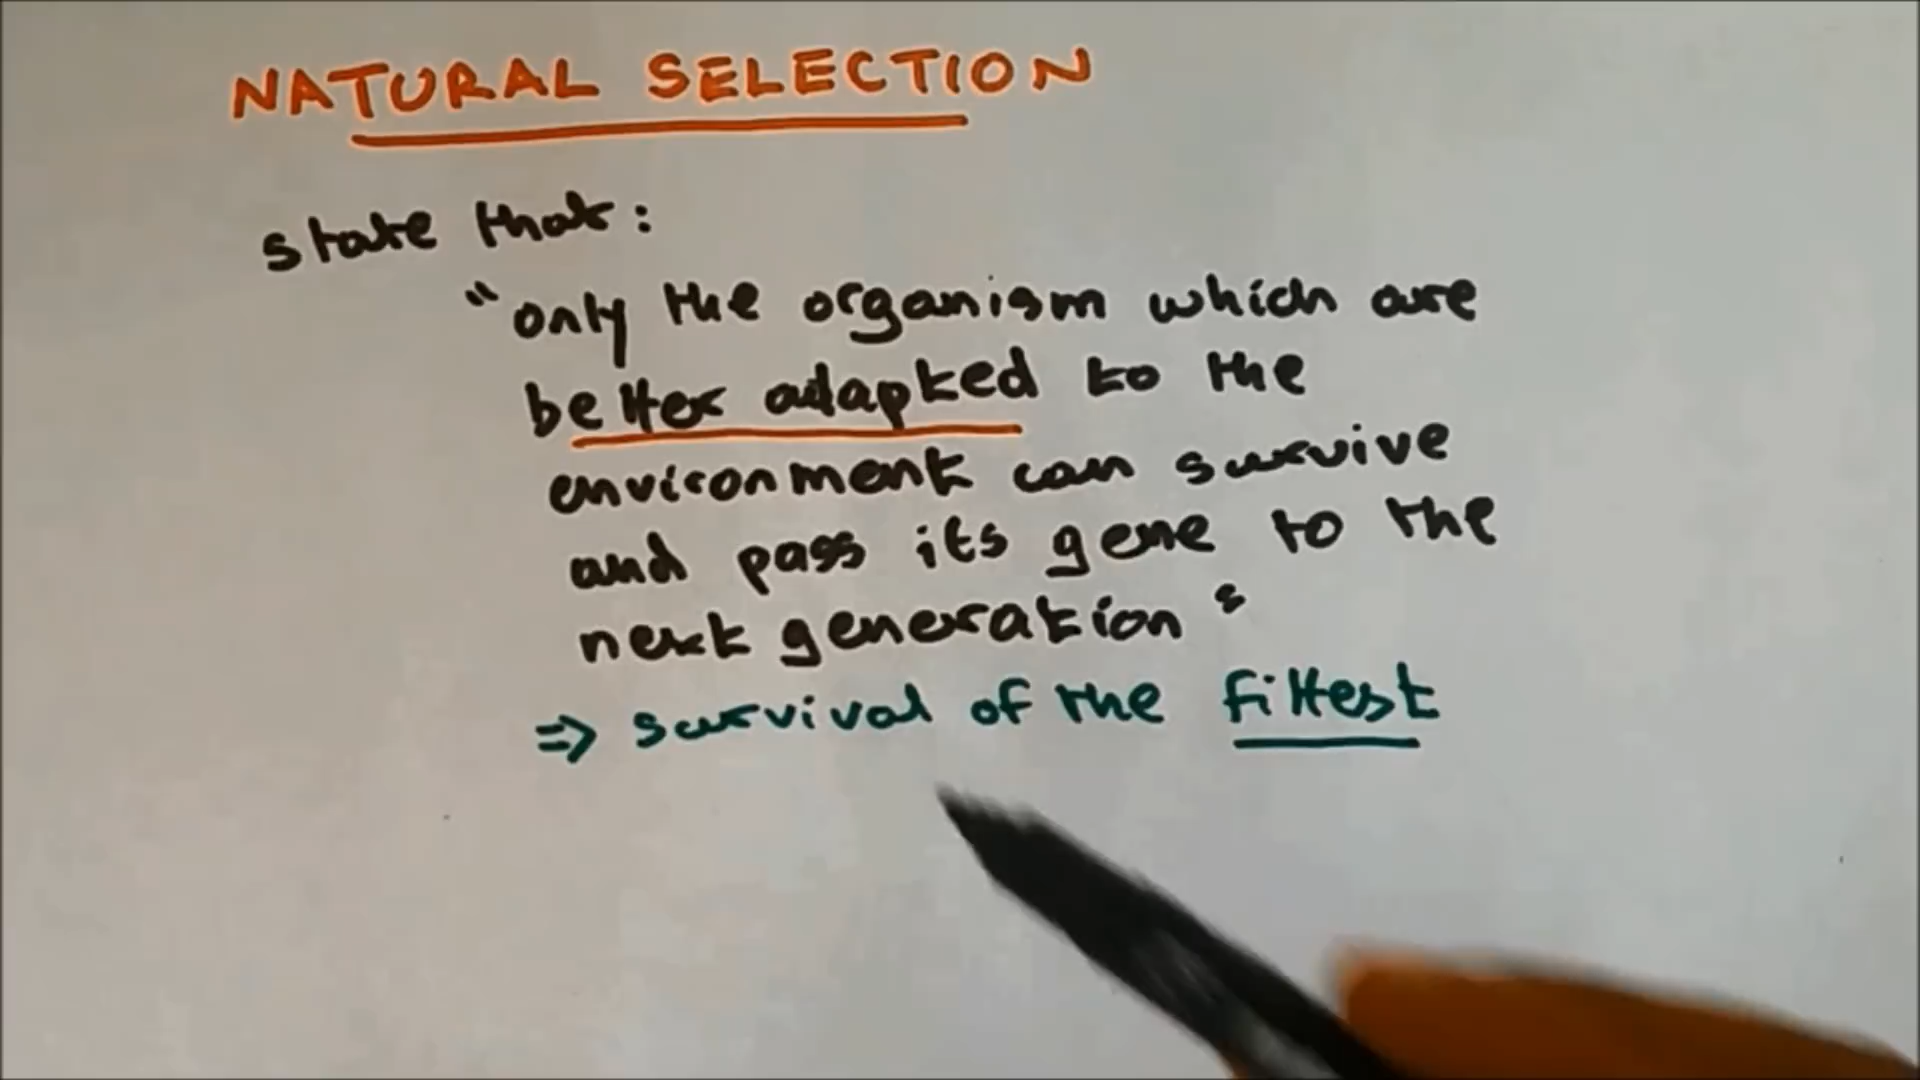 NATURAL SELECTION
state that:
"only the organism which are
better adapted to the
environment can survive
and pass its gene to the
next generation"
=> survival of the fittest